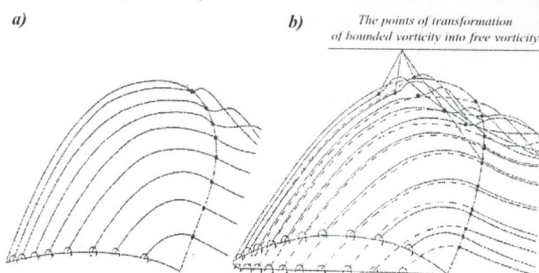 a)
b)
The points of transformation
of bounded vorticity into free vorticity